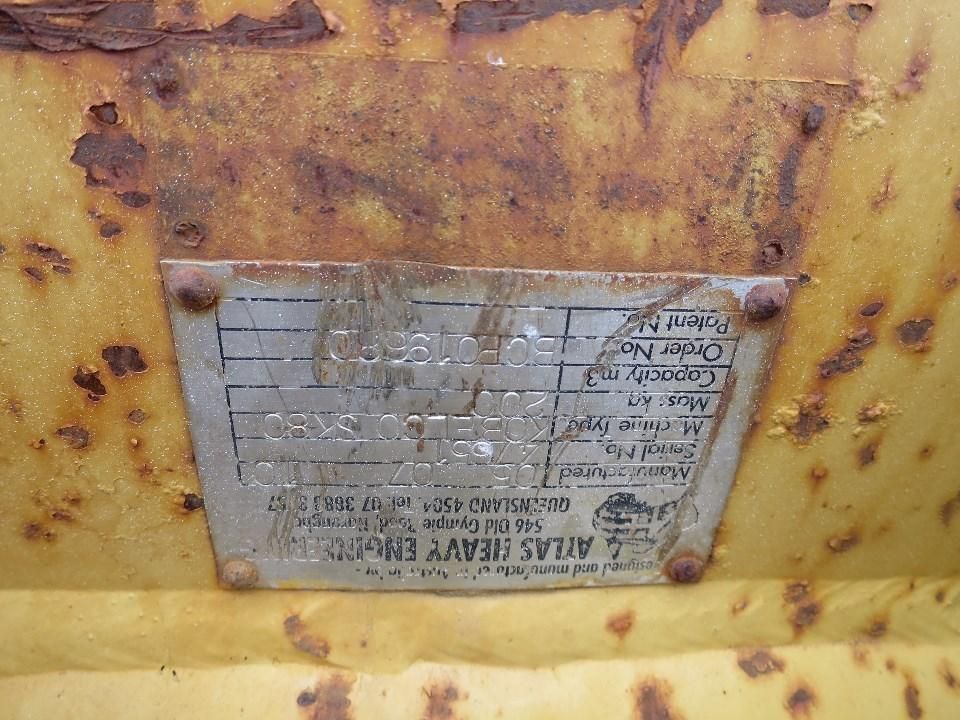 Designed and manufactured in Australia by -
ATLAS HEAVY ENGINEERING
546 Old Gympie Road, Narangba
QUEENSLAND 4504. Tel: 07 3883
Manufactured 05 07 10
Serial No.
Machine Type KOBELCO SK-80
Mass kg 200
Capacity m3
Order No
Patent No.